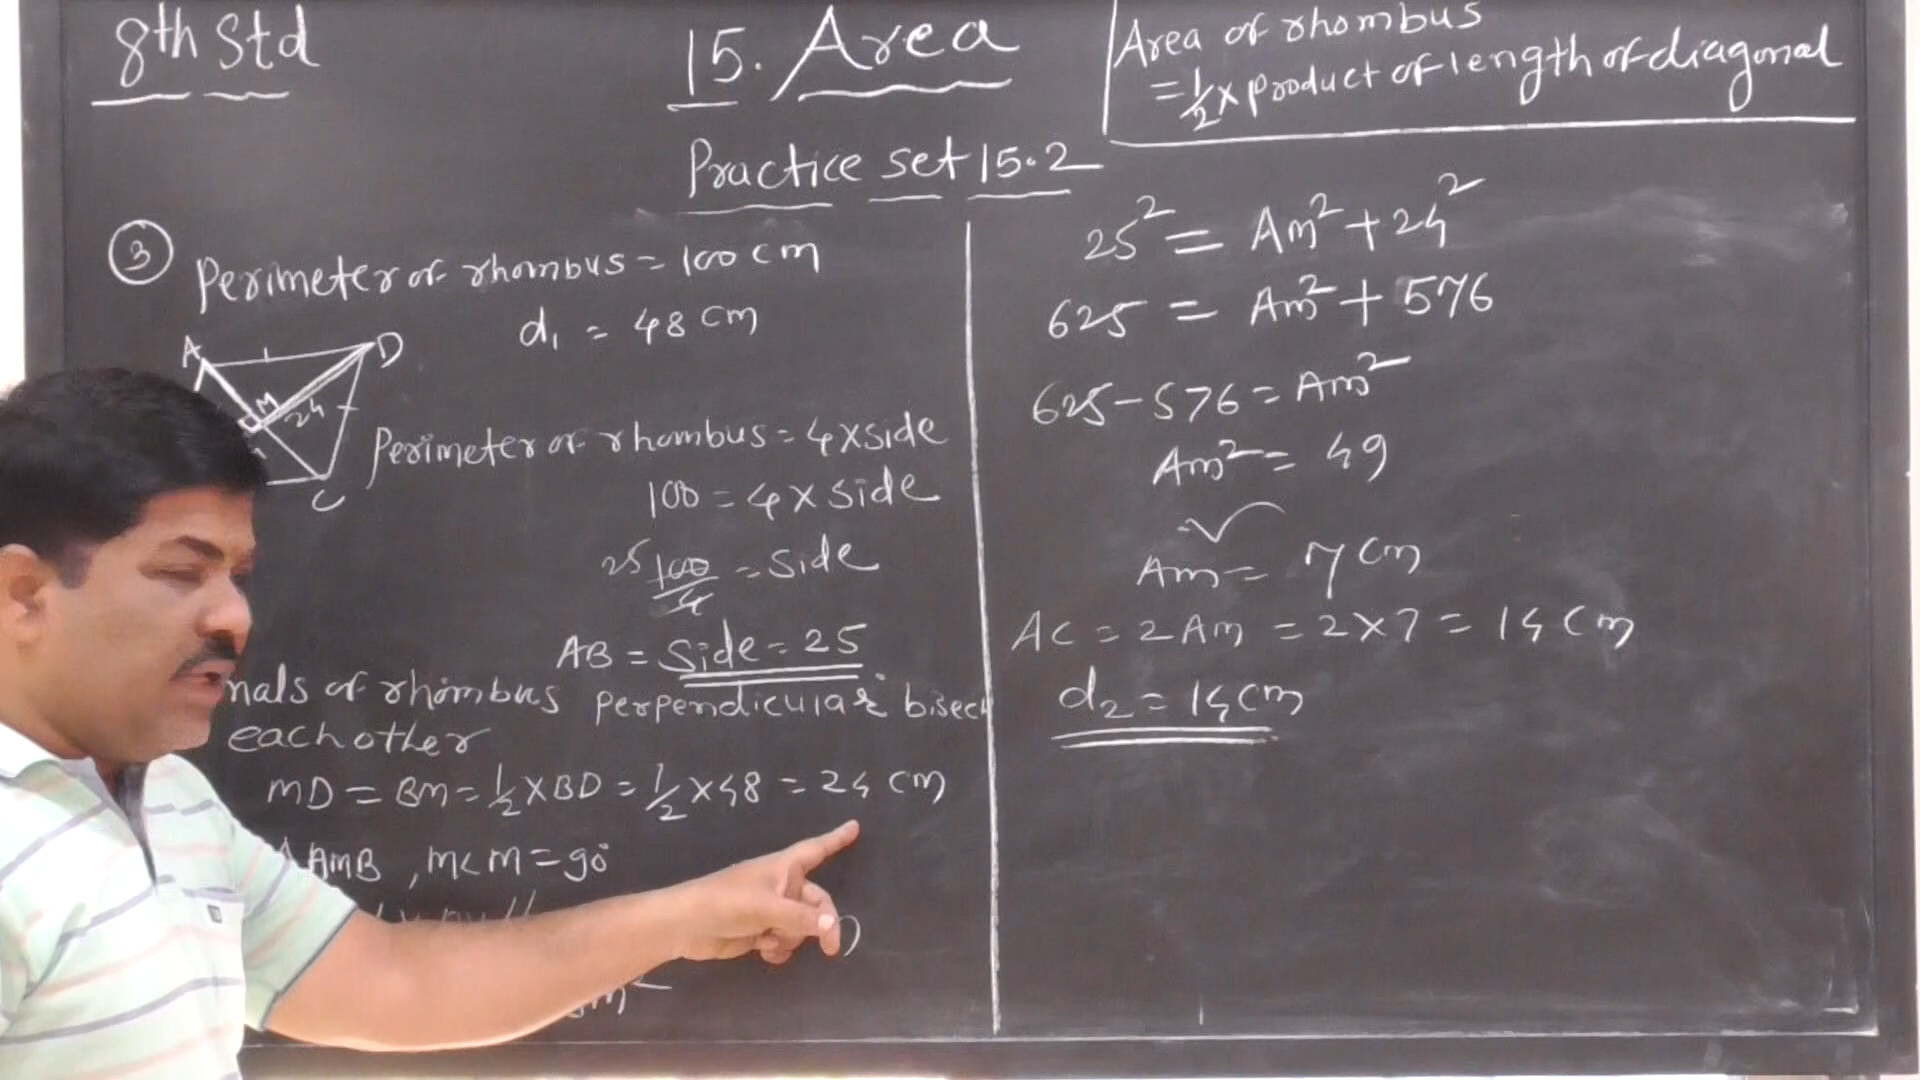 8th Std
15. Area
Area of rhombus
= 1/2 x product of length of diagonal
Practice set 15.2
③ Perimeter of rhombus = 100 cm
d₁ = 48 cm
A D
M
24
C
Perimeter of rhombus = 4 x side
100 = 4 x side
25 100/4 = side
AB = side = 25
of rhombus perpendicular bisect
each other
MD = BM = 1/2 x BD = 1/2 x 48 = 24 cm
AMB, m< M = 90°
25² = Am² + 24²
625 = Am² + 576
625 - 576 = Am²
Am² = 49
Am = 7 cm
AC = 2 Am = 2 x 7 = 14 cm
d₂ = 14 cm